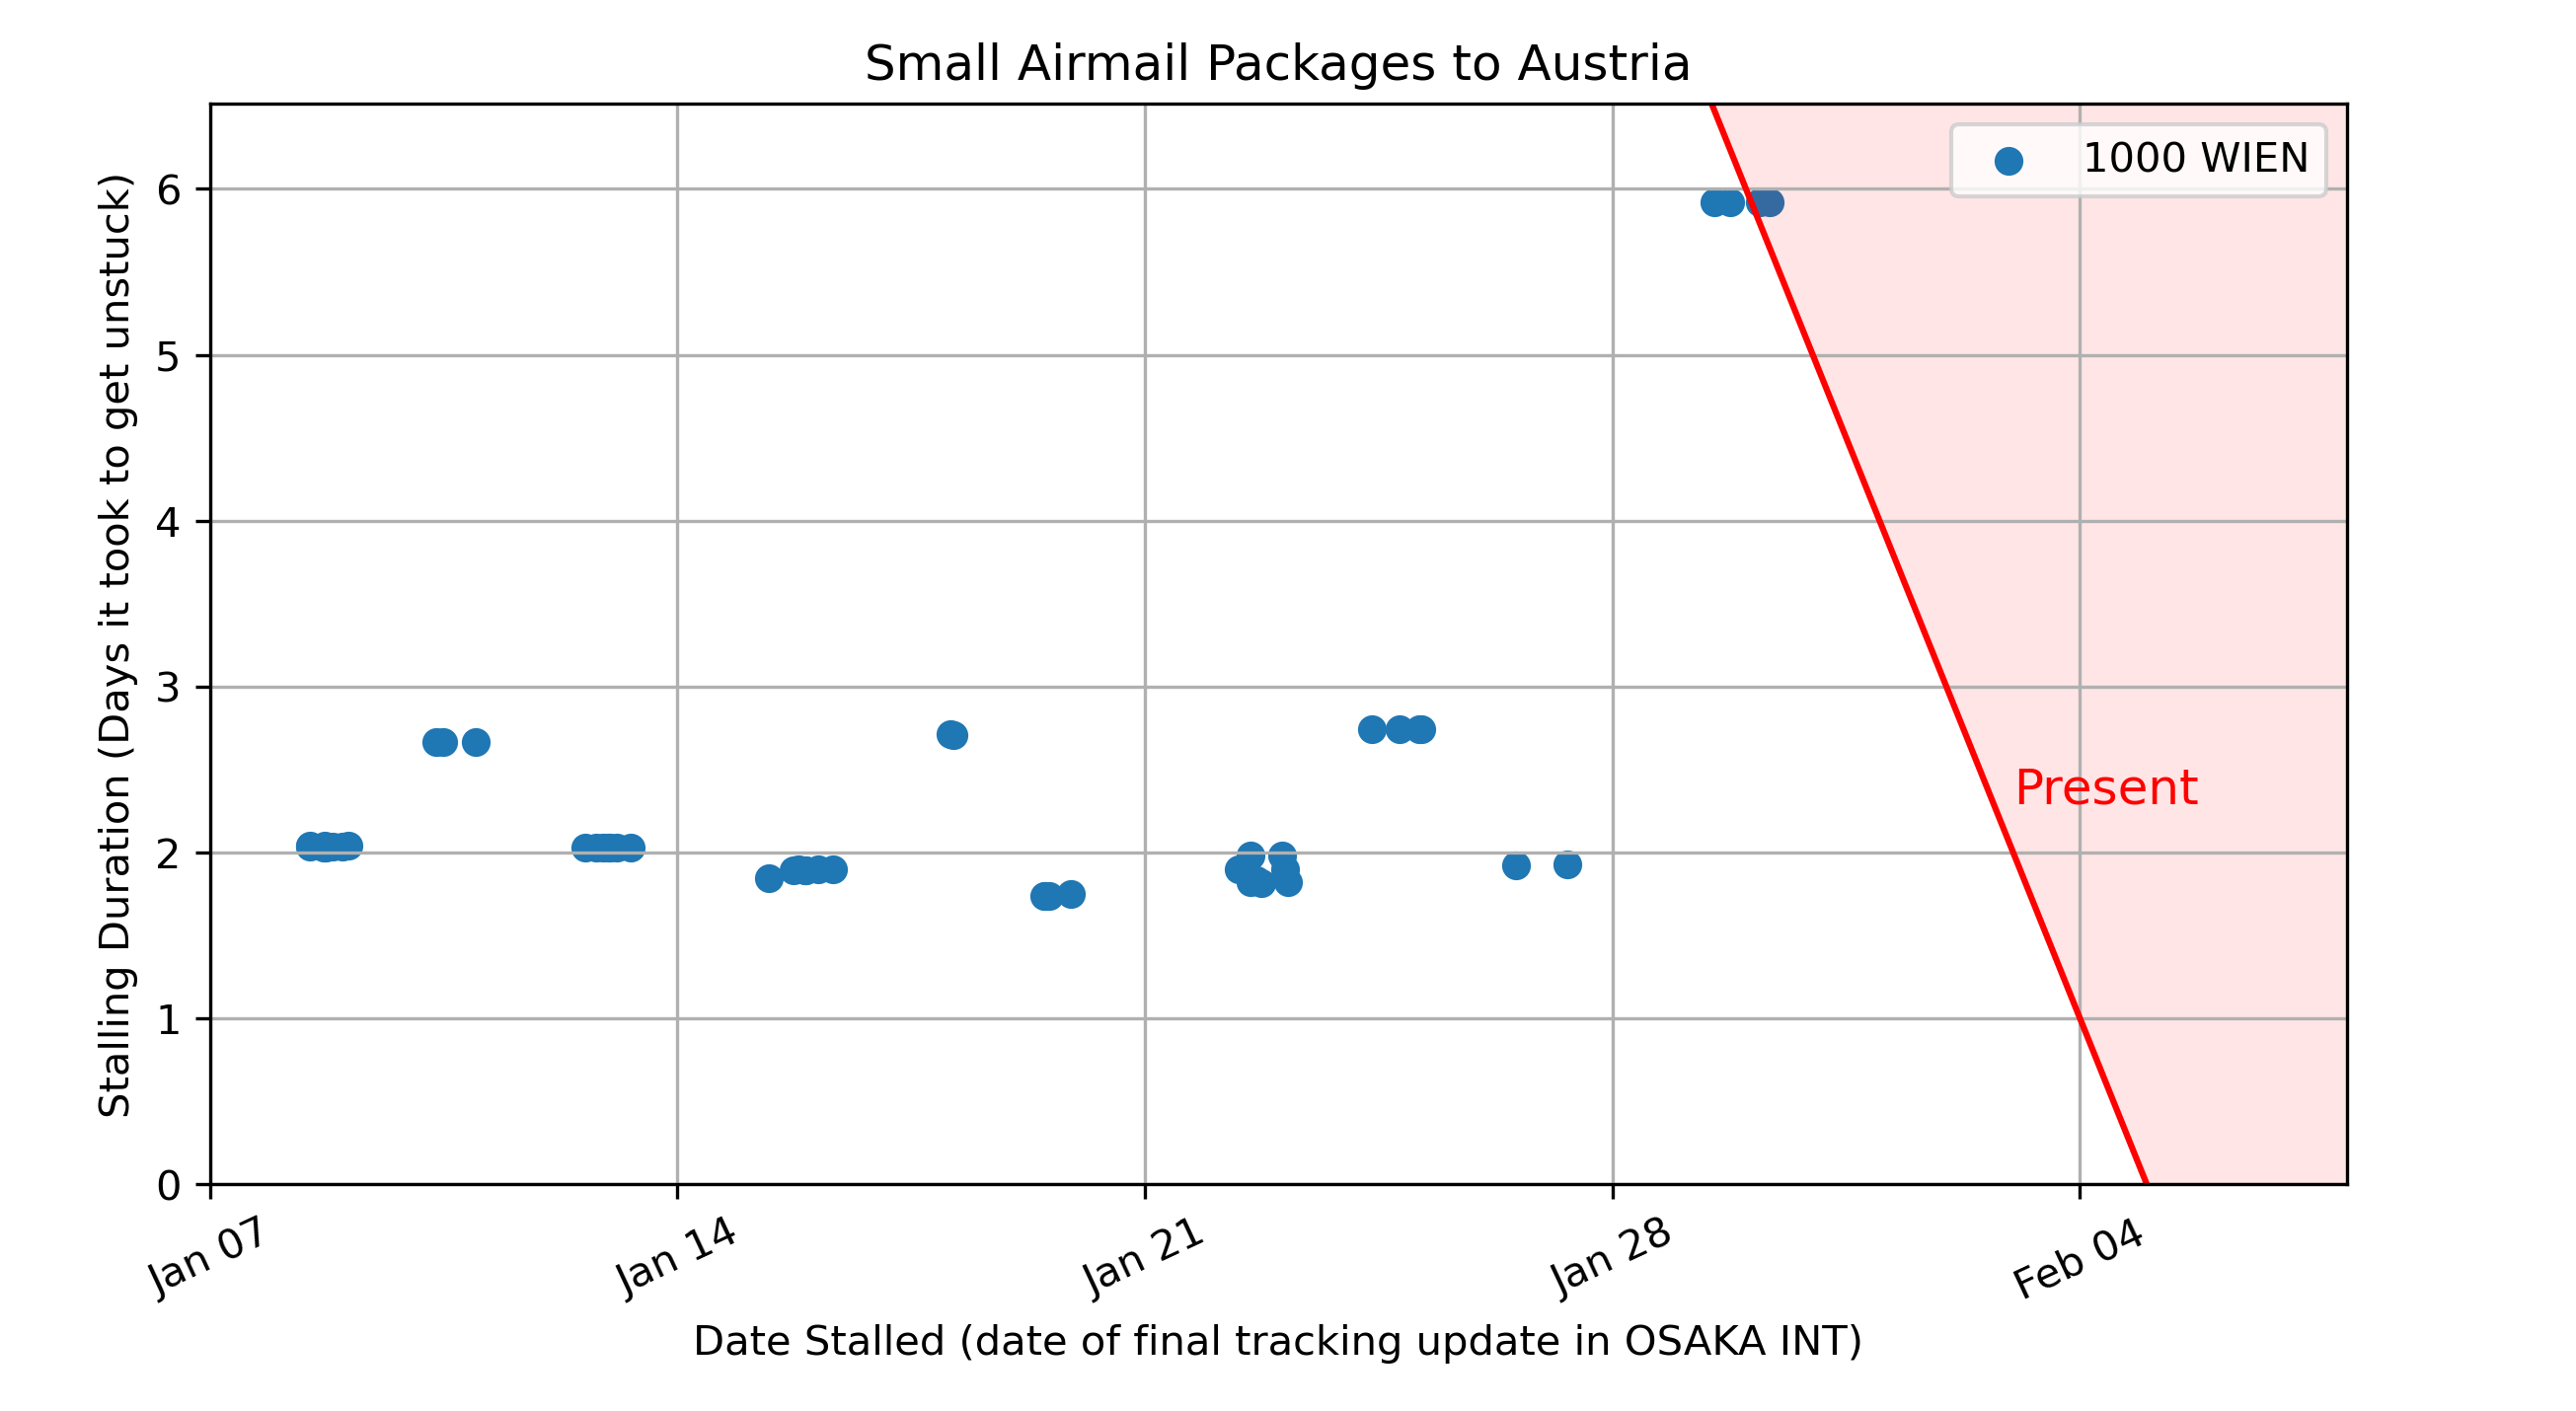 Small Airmail Packages to Austria
1000 WIEN
Stalling Duration (Days it took to get unstuck)
6
5
4
3
2
1
0
Present
Jan 07
Jan 14
Jan 21
Jan 28
Feb 04
Date Stalled (date of final tracking update in OSAKA INT)